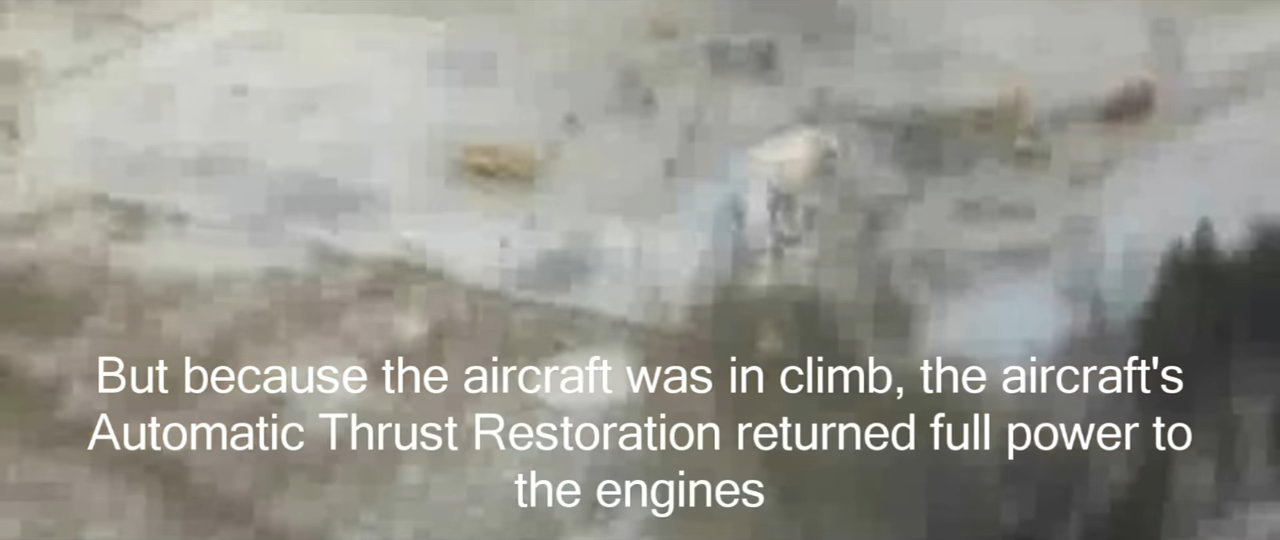 But because the aircraft was in climb, the aircraft's
Automatic Thrust Restoration returned full power to
the engines